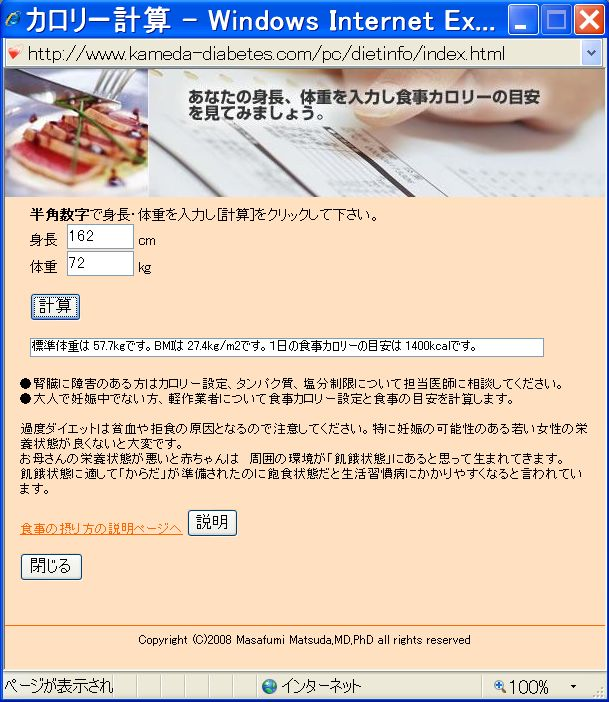 カロリー計算 - Windows Internet Ex...
http://www.kameda-diabetes.com/pc/dietinfo/index.html
あなたの身長、体重を入力し食事カロリーの目安
を見てみましょう。
半角数字で身長・体重を入力し[計算]をクリックして下さい。
身長 162 cm
体重 72 kg
計算
標準体重は 57.7kgです。BMIは 27.4kg/m2です。1日の食事カロリーの目安は 1400kcalです。
●腎臓に障害のある方はカロリー設定、タンパク質、塩分制限について担当医師に相談してください。
●大人で妊娠中でない方、軽作業者について食事カロリー設定と食事の目安を計算します。
過度ダイエットは貧血や拒食の原因となるので注意してください。特に妊娠の可能性のある若い女性の栄
養状態が良くないと大変です。
お母さんの栄養状態が悪いと赤ちゃんは　周囲の環境が「飢餓状態」にあると思って生まれてきます。
飢餓状態に適して「からだ」が準備されたのに飽食状態だと生活習慣病にかかりやすくなると言われてい
ます。
食事の摂り方の説明ページへ 説明
閉じる
Copyright (C)2008 Masafumi Matsuda,MD,PhD all rights reserved
ページが表示され インターネット 100%